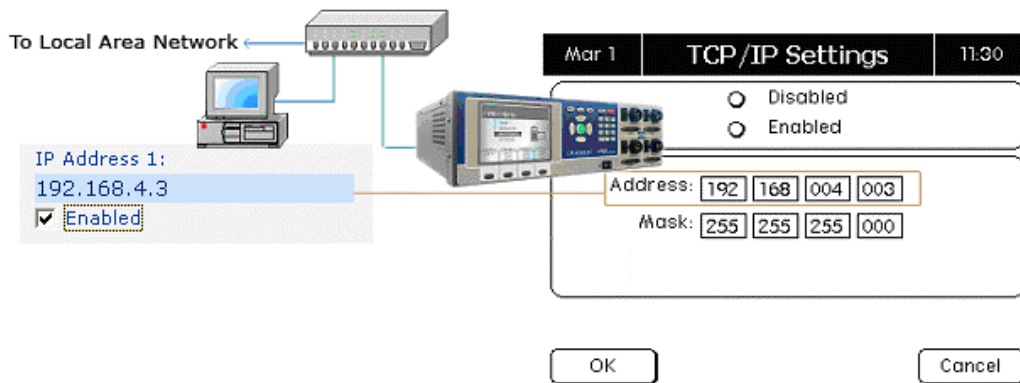 To Local Area Network
IP Address 1:
192.168.4.3
Enabled
Mar 1 TCP/IP Settings 11:30
Disabled
Enabled
Address: 192 168 004 003
Mask: 255 255 255 000
OK Cancel